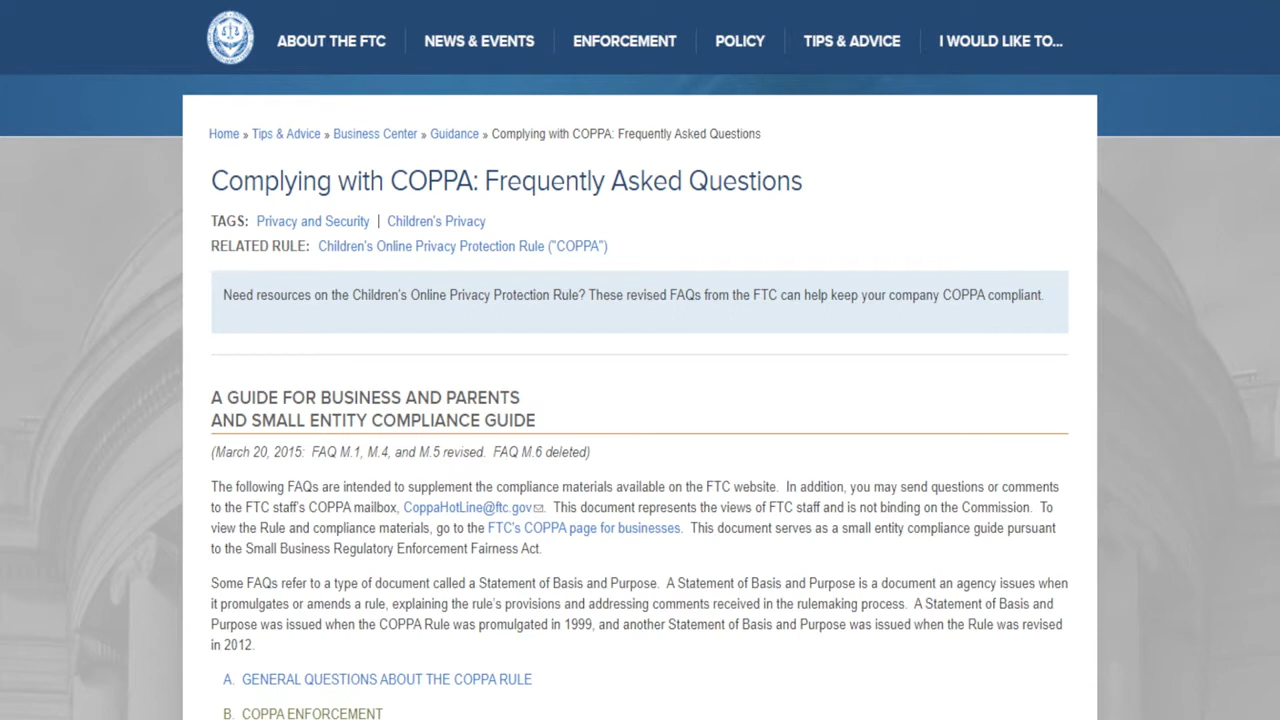 ABOUT THE FTC NEWS & EVENTS ENFORCEMENT POLICY TIPS & ADVICE I WOULD LIKE TO...
Home » Tips & Advice » Business Center » Guidance » Complying with COPPA: Frequently Asked Questions
Complying with COPPA: Frequently Asked Questions
TAGS: Privacy and Security | Children's Privacy
RELATED RULE: Children's Online Privacy Protection Rule ("COPPA")
Need resources on the Children's Online Privacy Protection Rule? These revised FAQs from the FTC can help keep your company COPPA compliant.
A GUIDE FOR BUSINESS AND PARENTS
AND SMALL ENTITY COMPLIANCE GUIDE
(March 20, 2015: FAQ M.1, M.4, and M.5 revised. FAQ M.6 deleted)
The following FAQs are intended to supplement the compliance materials available on the FTC website. In addition, you may send questions or comments
to the FTC staff's COPPA mailbox, CoppaHotLine@ftc.gov. This document represents the views of FTC staff and is not binding on the Commission. To
view the Rule and compliance materials, go to the FTC's COPPA page for businesses. This document serves as a small entity compliance guide pursuant
to the Small Business Regulatory Enforcement Fairness Act.
Some FAQs refer to a type of document called a Statement of Basis and Purpose. A Statement of Basis and Purpose is a document an agency issues when
it promulgates or amends a rule, explaining the rule's provisions and addressing comments received in the rulemaking process. A Statement of Basis and
Purpose was issued when the COPPA Rule was promulgated in 1999, and another Statement of Basis and Purpose was issued when the Rule was revised
in 2012.
A. GENERAL QUESTIONS ABOUT THE COPPA RULE
B. COPPA ENFORCEMENT